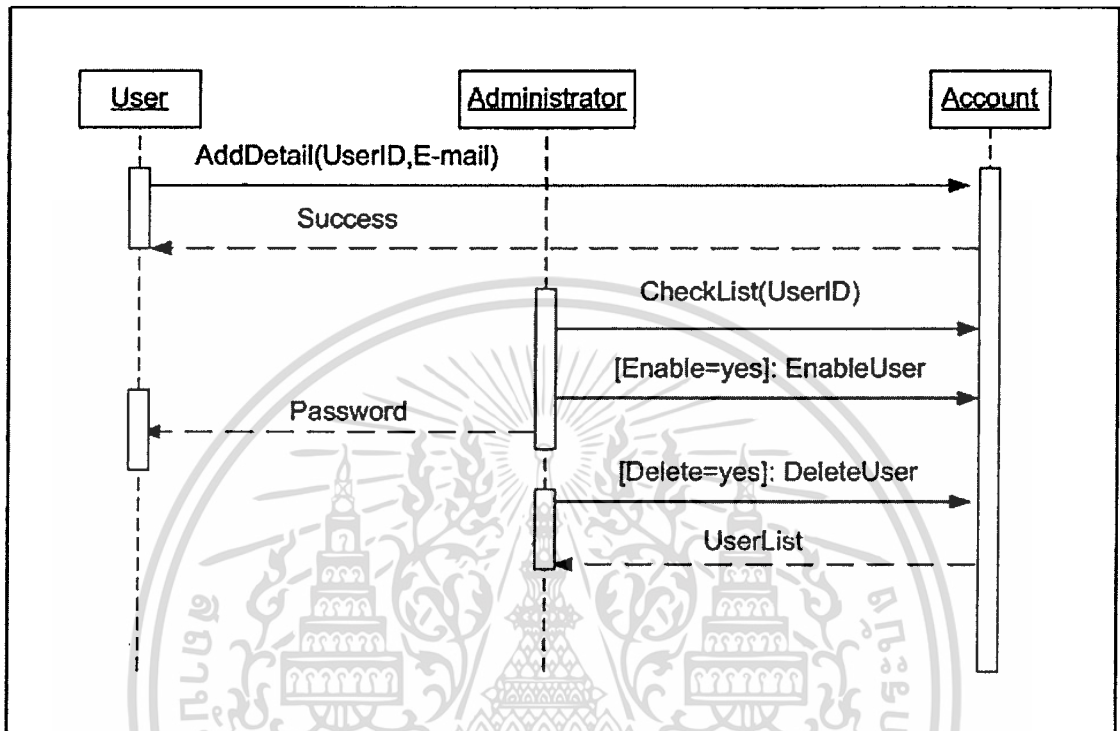 User
Administrator
Account
AddDetail(UserID,E-mail)
Success
CheckList(UserID)
[Enable=yes]: EnableUser
Password
[Delete=yes]: DeleteUser
UserList